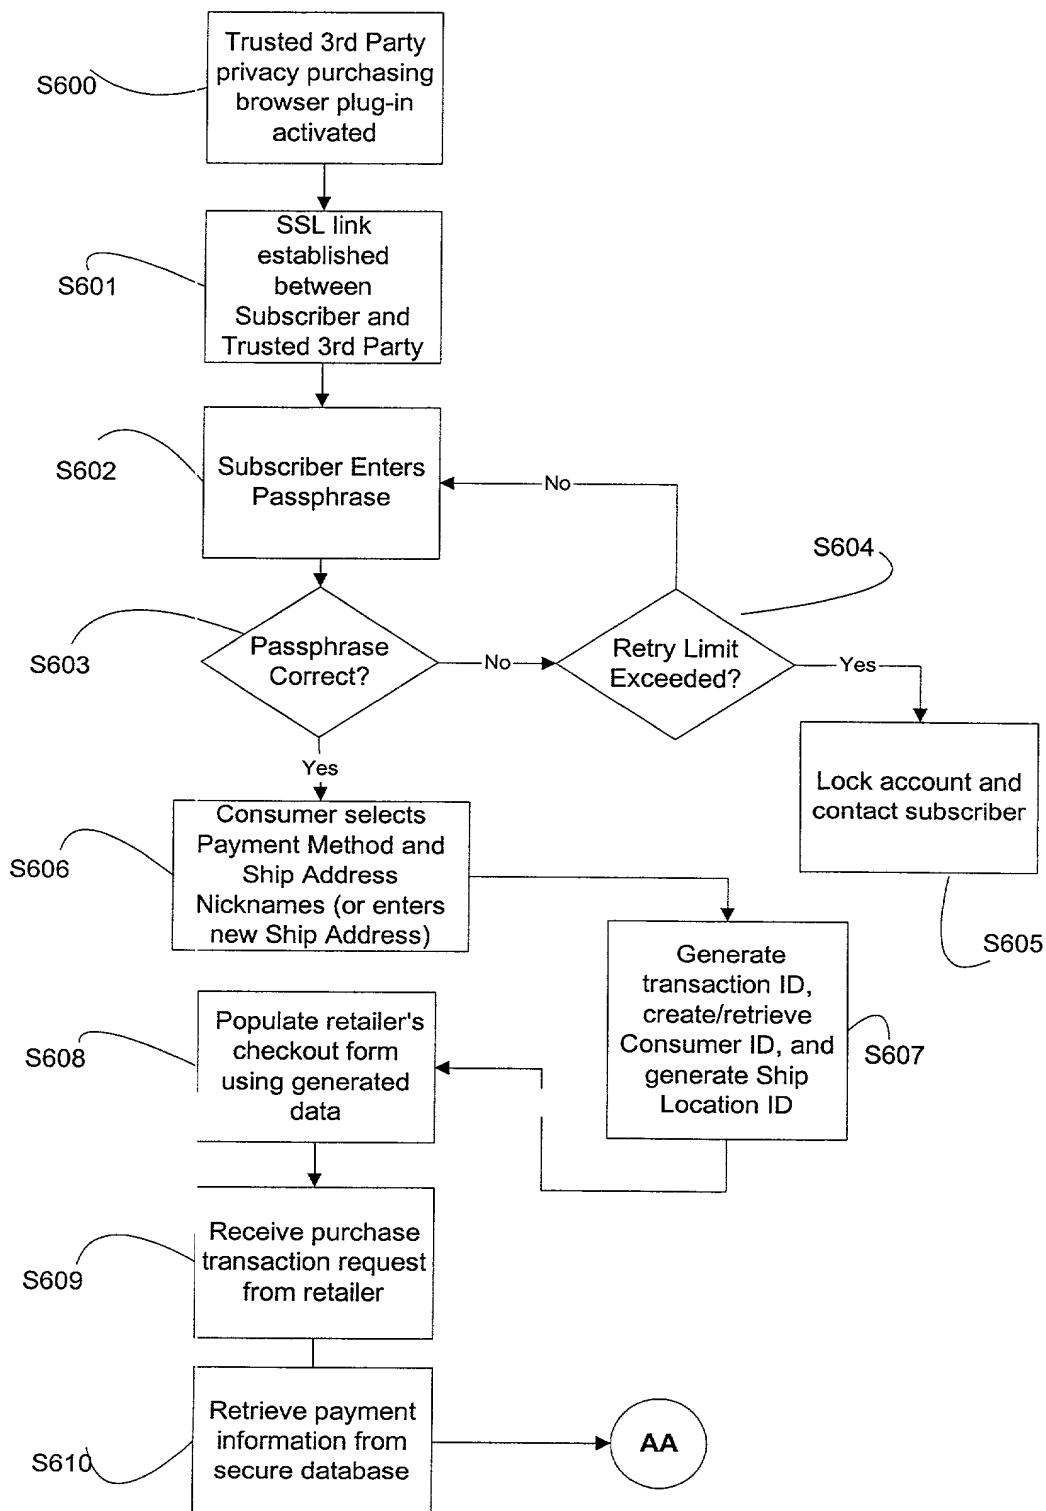 Trusted 3rd Party
privacy purchasing
browser plug-in
activated
S600
SSL link
established
between
Subscriber and
Trusted 3rd Party
S601
Subscriber Enters
Passphrase
S602
No
S604
Passphrase
Correct?
S603
No
Retry Limit
Exceeded?
Yes
Yes
Lock account and
contact subscriber
S605
Consumer selects
Payment Method and
Ship Address
Nicknames (or enters
new Ship Address)
S606
Generate
transaction ID,
create/retrieve
Consumer ID, and
generate Ship
Location ID
S607
Populate retailer's
checkout form
using generated
data
S608
Receive purchase
transaction request
from retailer
S609
Retrieve payment
information from
secure database
S610
AA